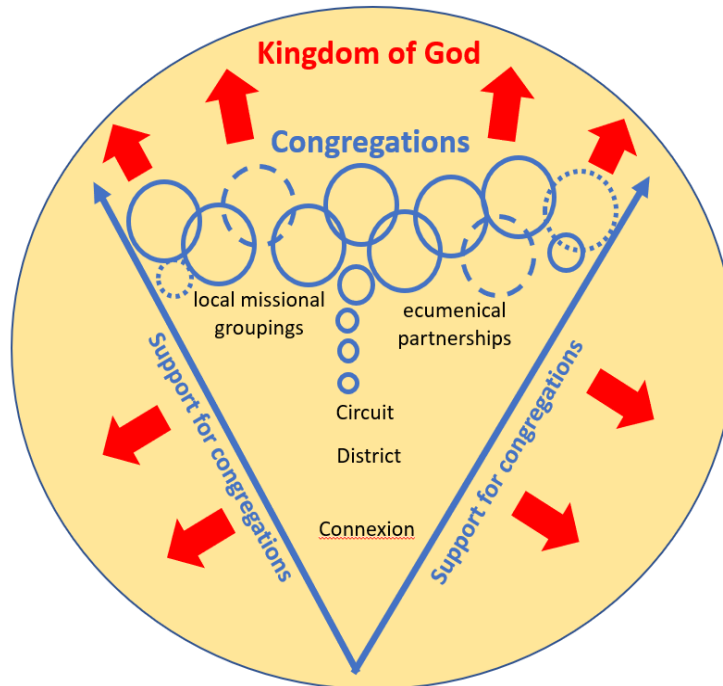 Kingdom of God
Congregations
local missional
groupings
ecumenical
partnerships
Support for congregations
Support for congregations
Circuit
District
Connexion